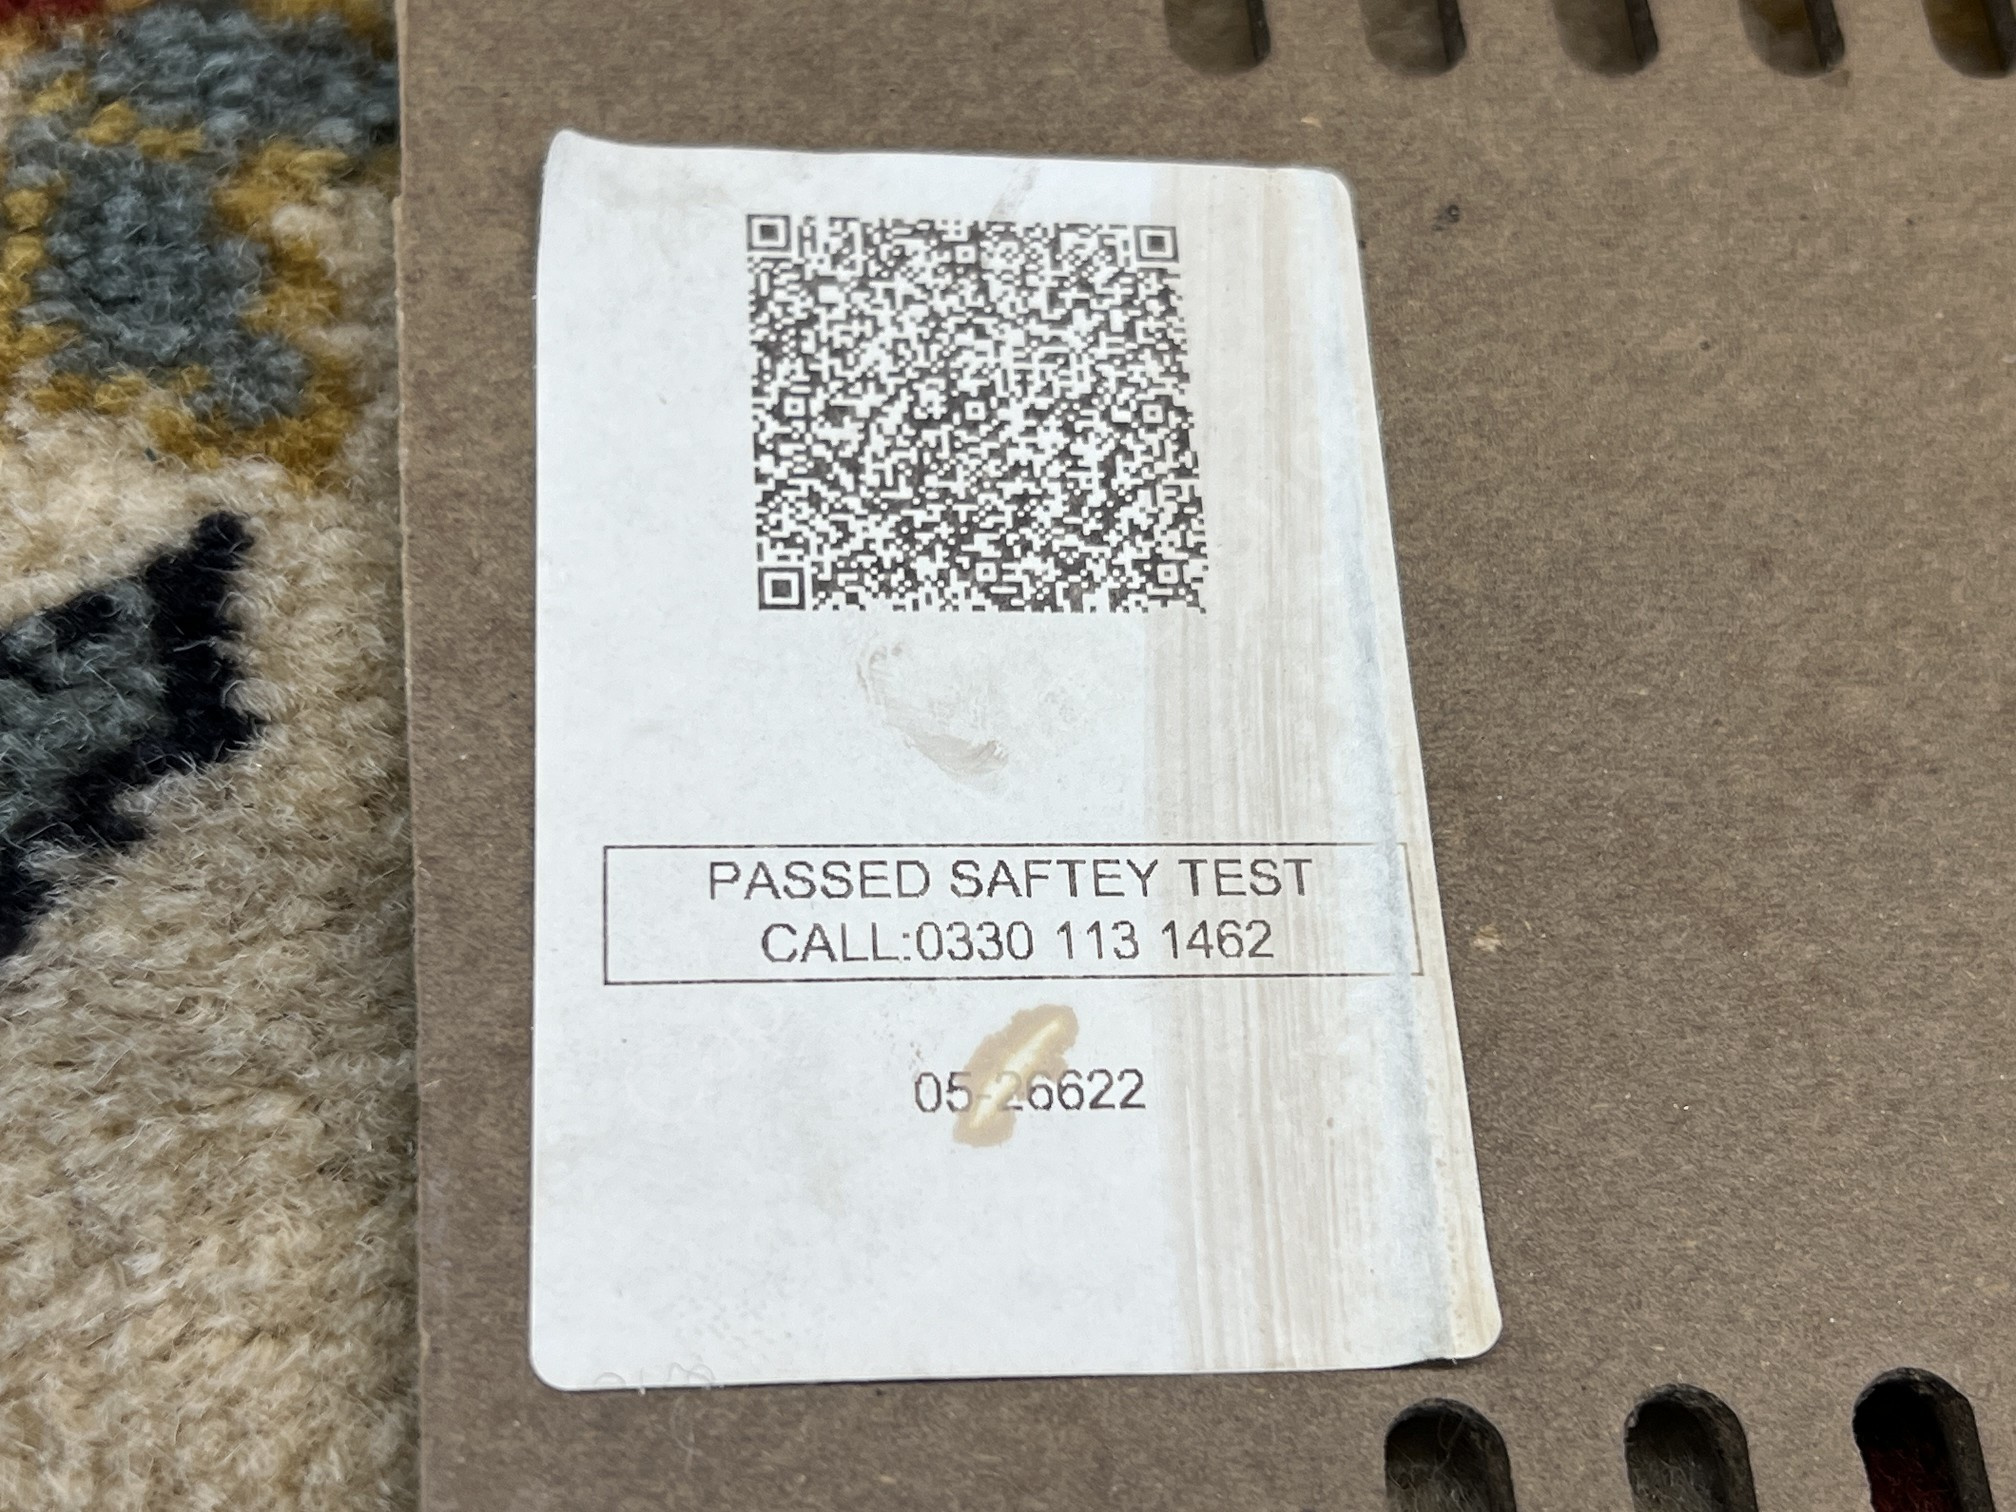 PASSED SAFTEY TEST
CALL:0330 113 1462
05-26622